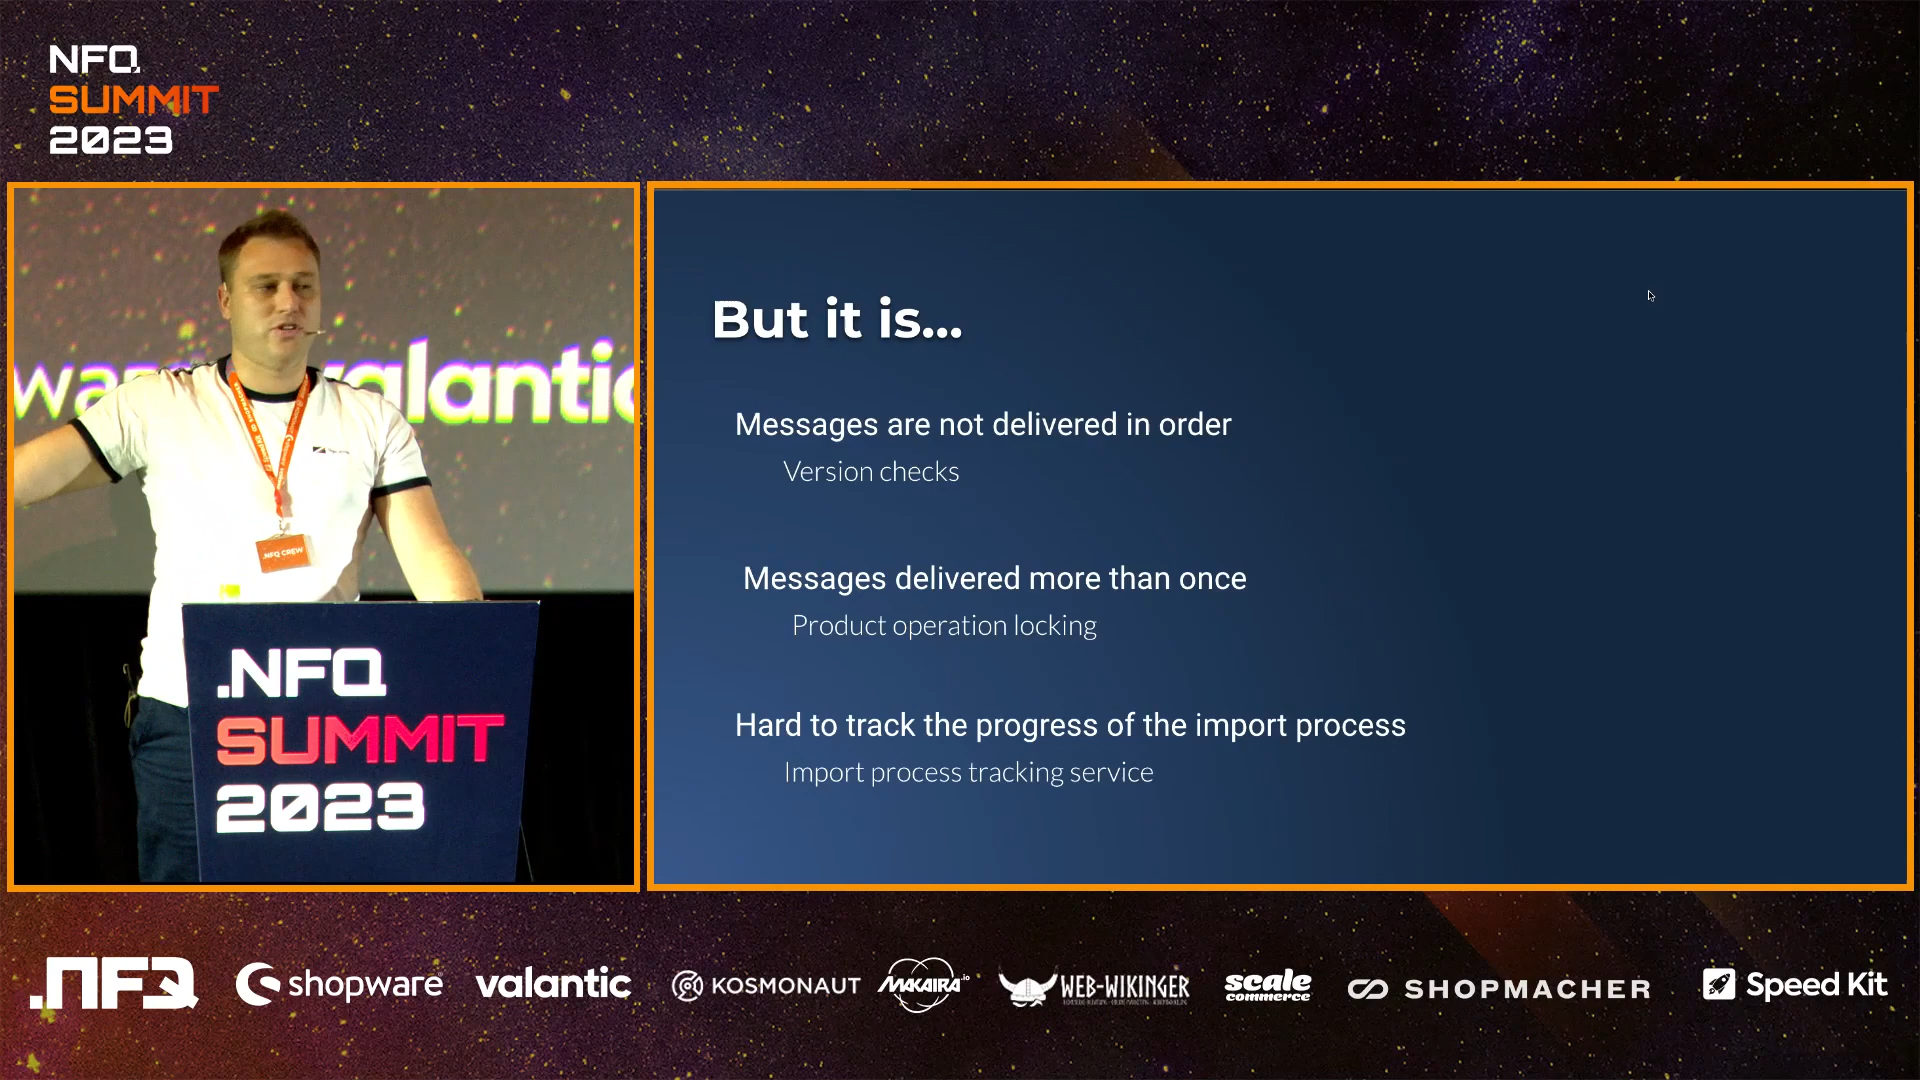 NFQ
SUMMIT
2023
ware
valantic
.NFQ CREW
.NFQ
SUMMIT
2023
But it is...
Messages are not delivered in order
Version checks
Messages delivered more than once
Product operation locking
Hard to track the progress of the import process
Import process tracking service
.NFQ
shopware
valantic
KOSMONAUT
MAKAIRA.io
WEB-WIKINGER
scale
commerce
SHOPMACHER
Speed Kit